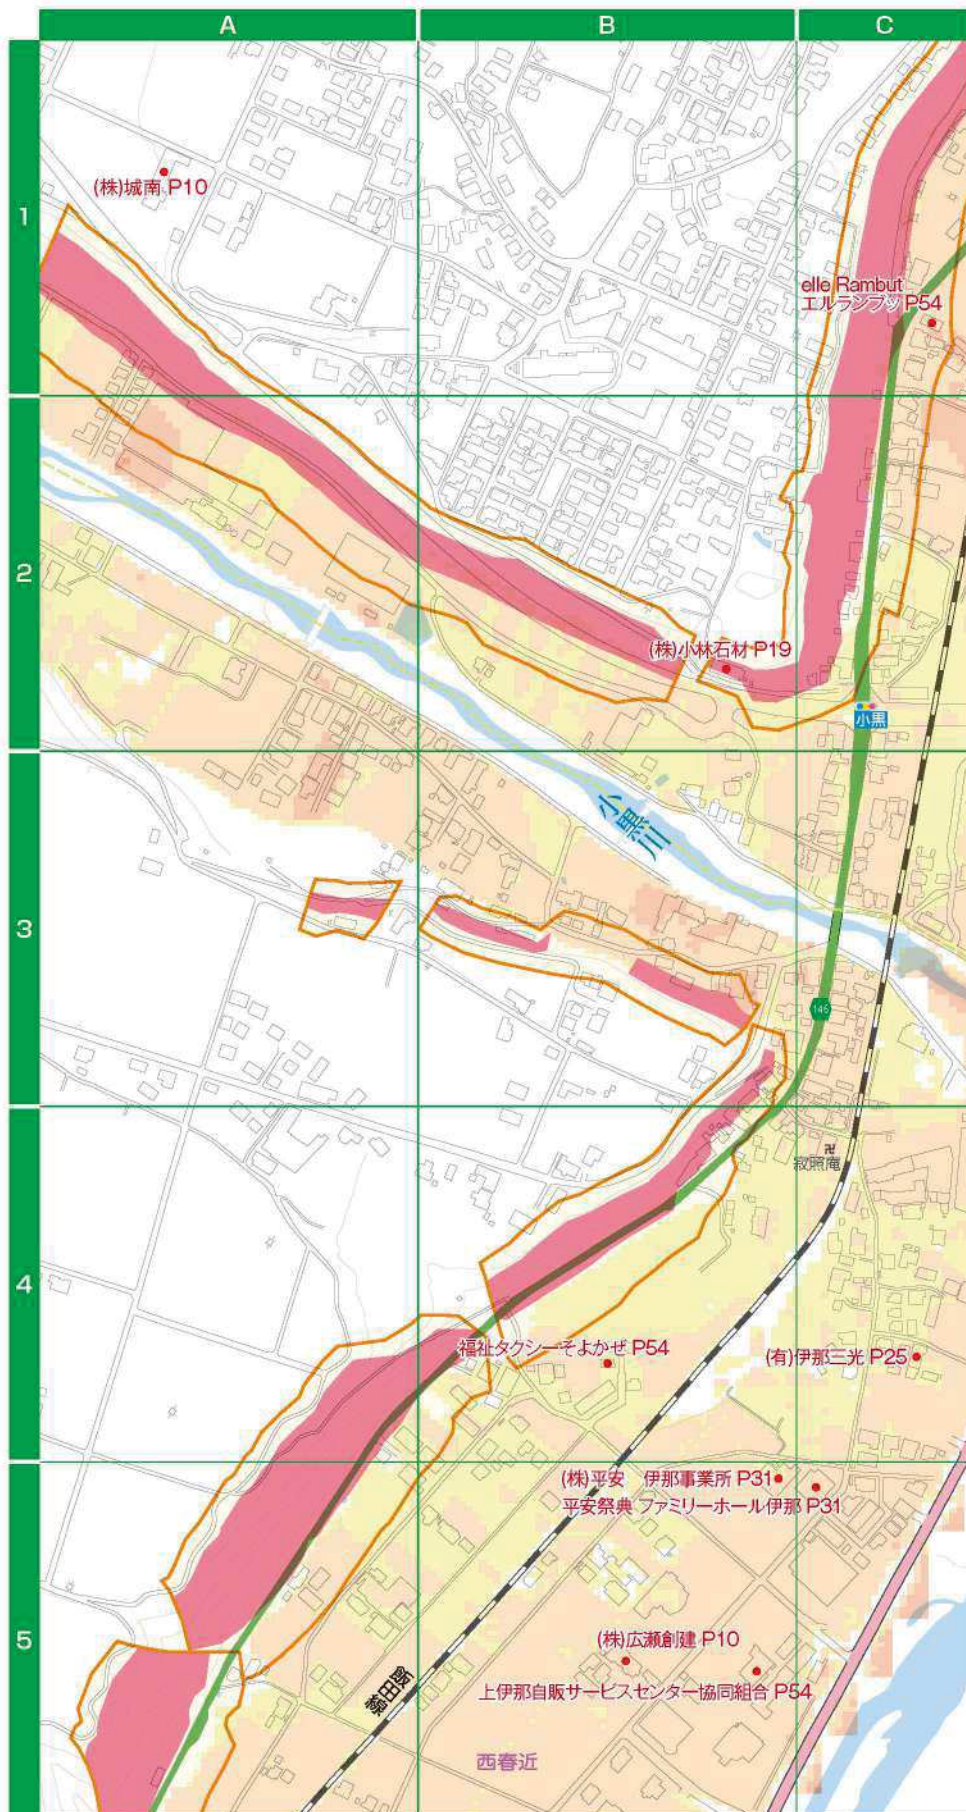 A
B
C
1
(株)城南 P10
elle Rambut
エルランブッ P54
2
(株)小林石材 P19
小黒
3
小黒川
146
4
卍
寂照庵
福祉タクシーそよかぜ P54
(有)伊那三光 P25
5
(株)平安　伊那事業所 P31
平安祭典 ファミリーホール伊那 P31
(株)広瀬創建 P10
上伊那自販サービスセンター協同組合 P54
飯田線
西春近